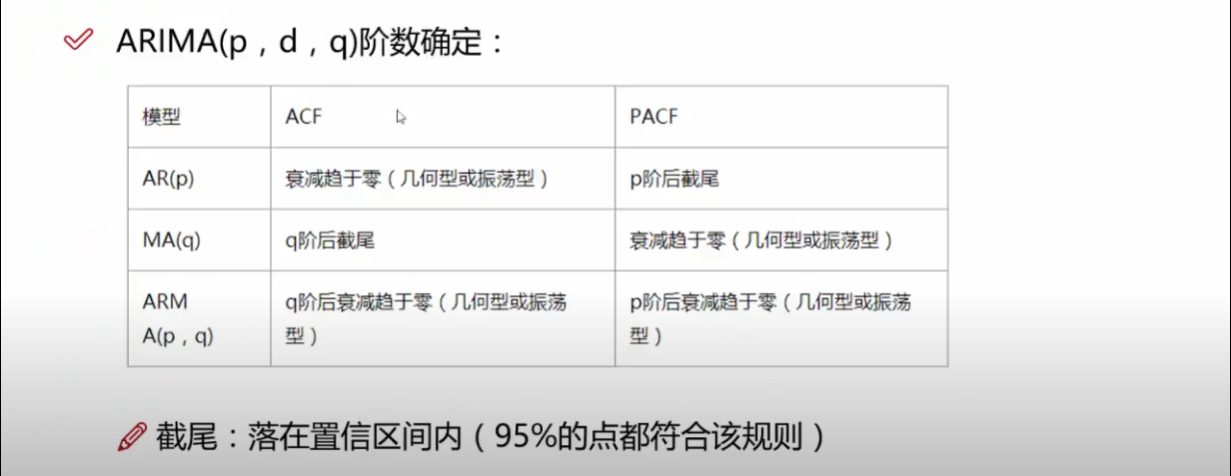 ARIMA(p，d，q)阶数确定：
模型 ACF PACF
AR(p) 衰减趋于零（几何型或振荡型） p阶后截尾
MA(q) q阶后截尾 衰减趋于零（几何型或振荡型）
ARM q阶后衰减趋于零（几何型或振荡 p阶后衰减趋于零（几何型或振荡
A(p，q) 型） 型）
截尾：落在置信区间内（95%的点都符合该规则）